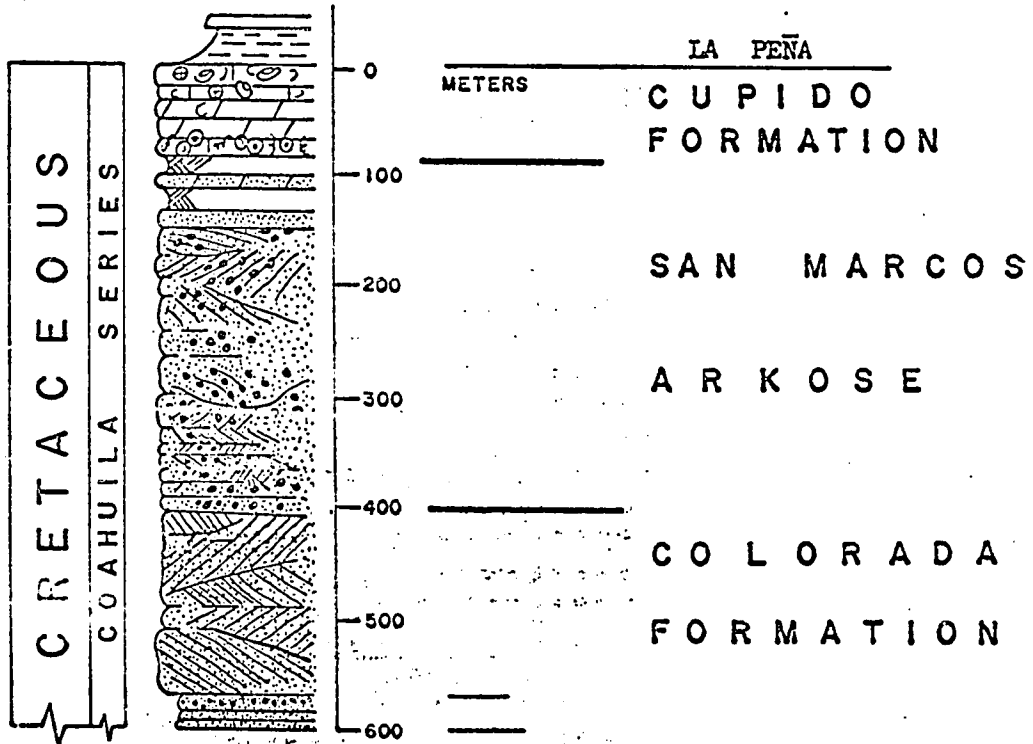 LA PEÑA
0
METERS
CUPIDO
FORMATION
100
SAN MARCOS
200
ARKOSE
300
400
COLORADA
500
FORMATION
600
CRETACEOUS
COAHUILA SERIES